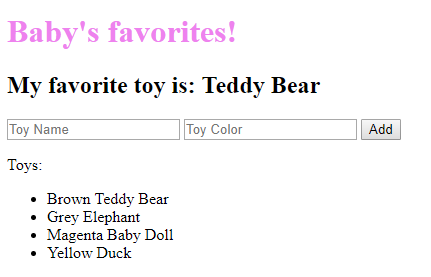 Baby's favorites!
My favorite toy is: Teddy Bear
Toy Name Toy Color Add
Toys:
Brown Teddy Bear
Grey Elephant
Magenta Baby Doll
Yellow Duck